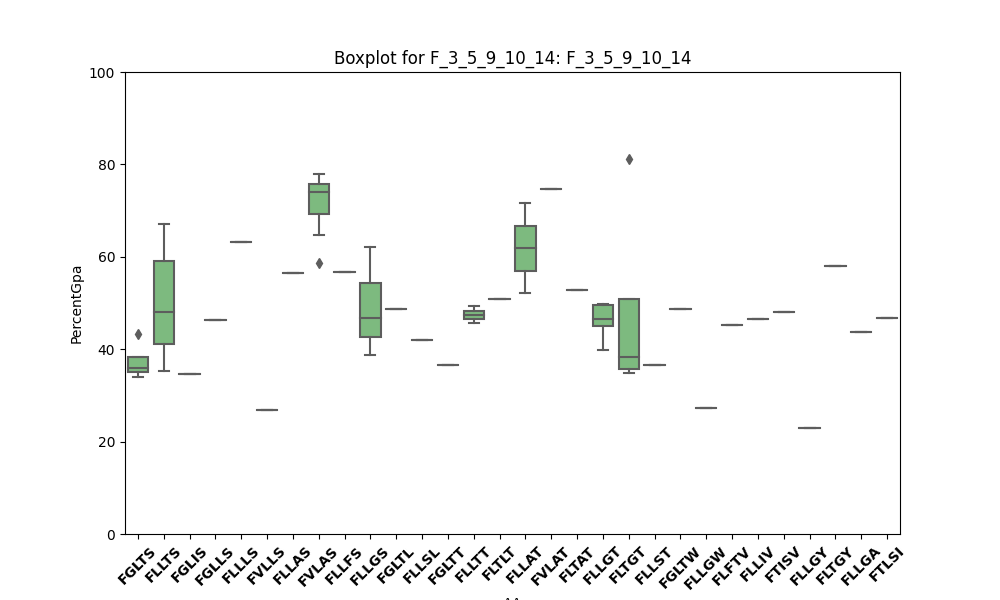 Boxplot for F_3_5_9_10_14: F_3_5_9_10_14
PercentGpa
100
80
60
40
20
0
FGLTS
FLLTS
FGLIS
FGLLS
FLLLS
FVLLS
FLLAS
FVLAS
FLLFS
FLLGS
FGLTL
FLLSL
FGLTT
FLLTT
FLTLT
FLLAT
FVLAT
FLTAT
FLLGT
FLTGT
FLLST
FGLTW
FLLGW
FLFTV
FLLIV
FTISV
FLLGY
FLTGY
FLLGA
FTLSI